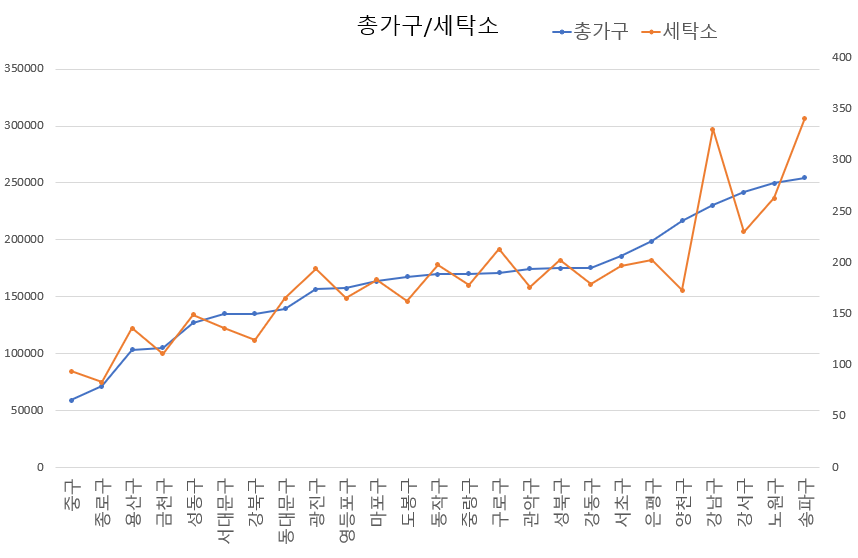 총가구/세탁소
총가구 세탁소
350000
300000
250000
200000
150000
100000
50000
0
400
350
300
250
200
150
100
50
0
중구
종로구
용산구
금천구
성동구
서대문구
강북구
동대문구
광진구
영등포구
마포구
도봉구
동작구
중랑구
구로구
관악구
성북구
강동구
서초구
은평구
양천구
강남구
강서구
노원구
송파구